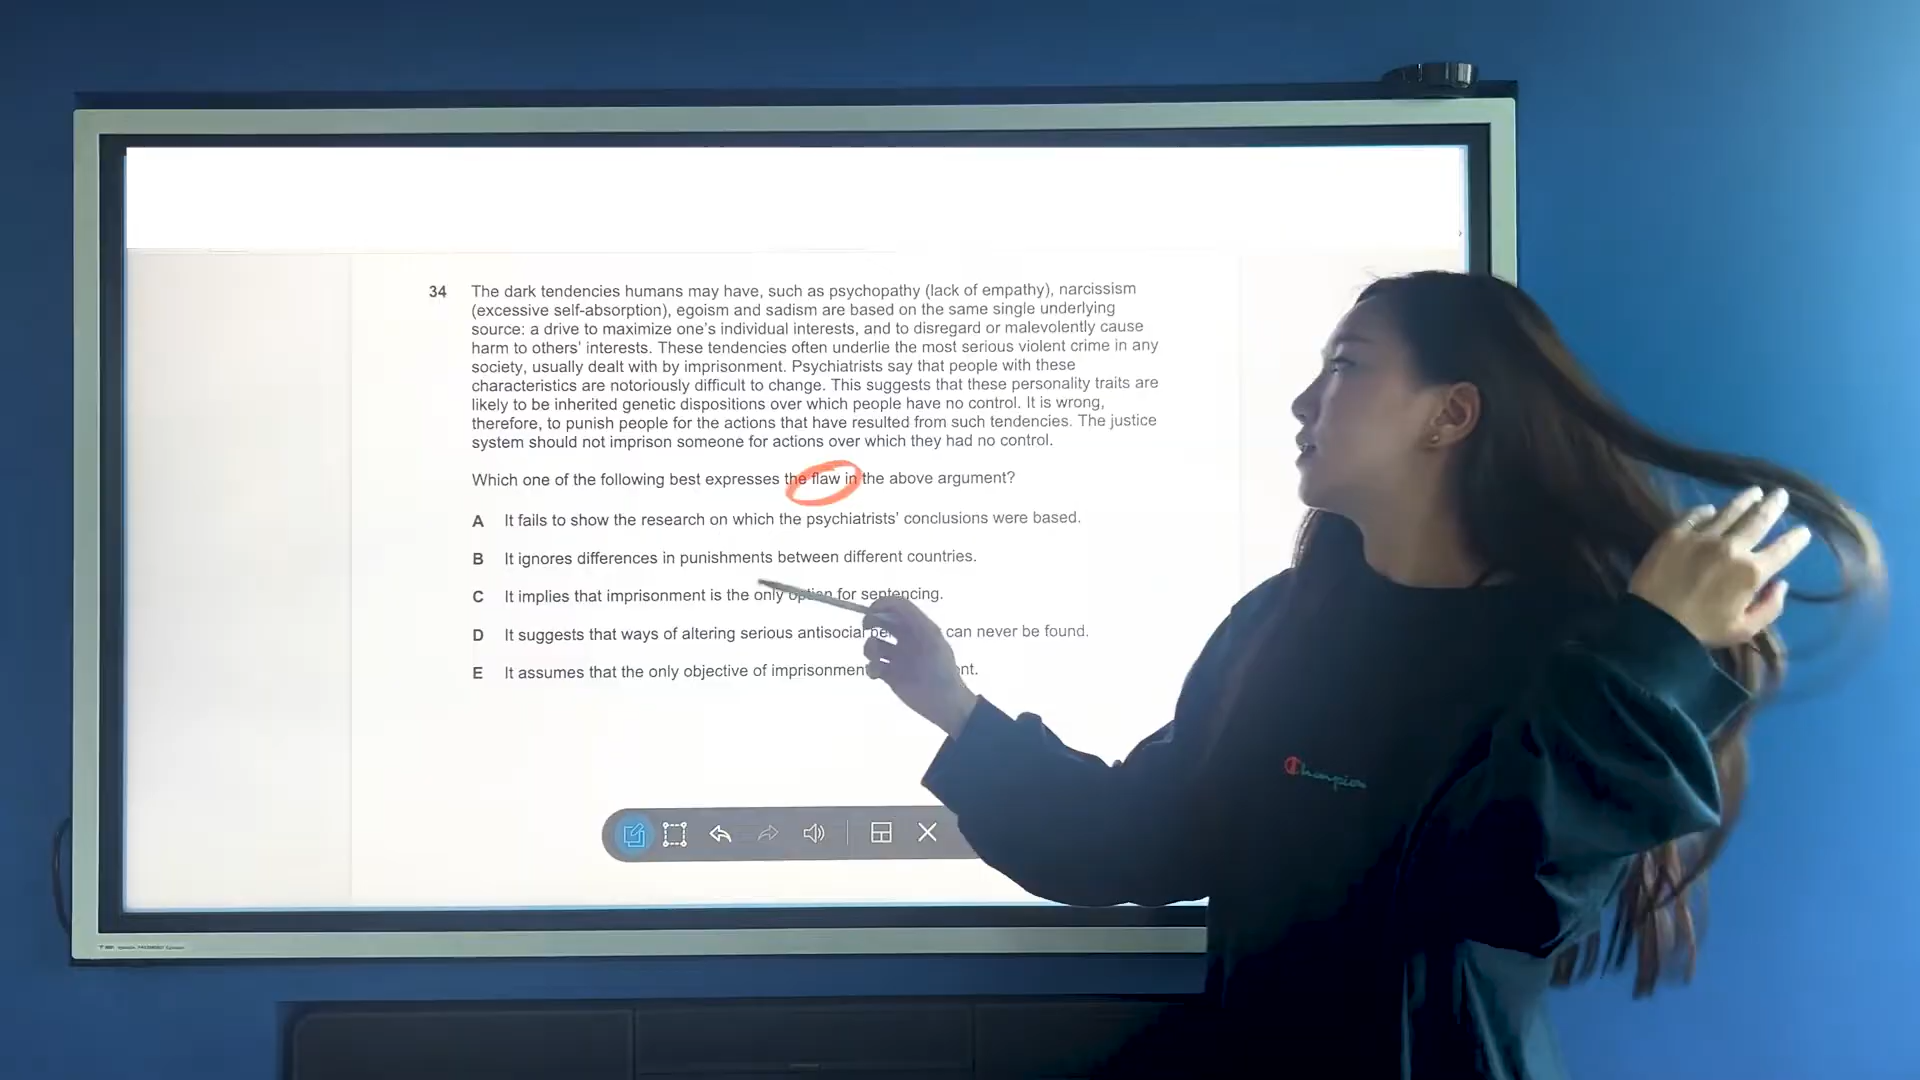 34 The dark tendencies humans may have, such as psychopathy (lack of empathy), narcissism
(excessive self-absorption), egoism and sadism are based on the same single underlying
source: a drive to maximize one's individual interests, and to disregard or malevolently cause
harm to others' interests. These tendencies often underlie the most serious violent crime in any
society, usually dealt with by imprisonment. Psychiatrists say that people with these
characteristics are notoriously difficult to change. This suggests that these personality traits are
likely to be inherited genetic dispositions over which people have no control. It is wrong,
therefore, to punish people for the actions that have resulted from such tendencies. The justice
system should not imprison someone for actions over which they had no control.
Which one of the following best expresses the flaw in the above argument?
A It fails to show the research on which the psychiatrists' conclusions were based.
B It ignores differences in punishments between different countries.
C It implies that imprisonment is the only option for sentencing.
D It suggests that ways of altering serious antisocial can never be found.
E It assumes that the only objective of imprisonment
Champion